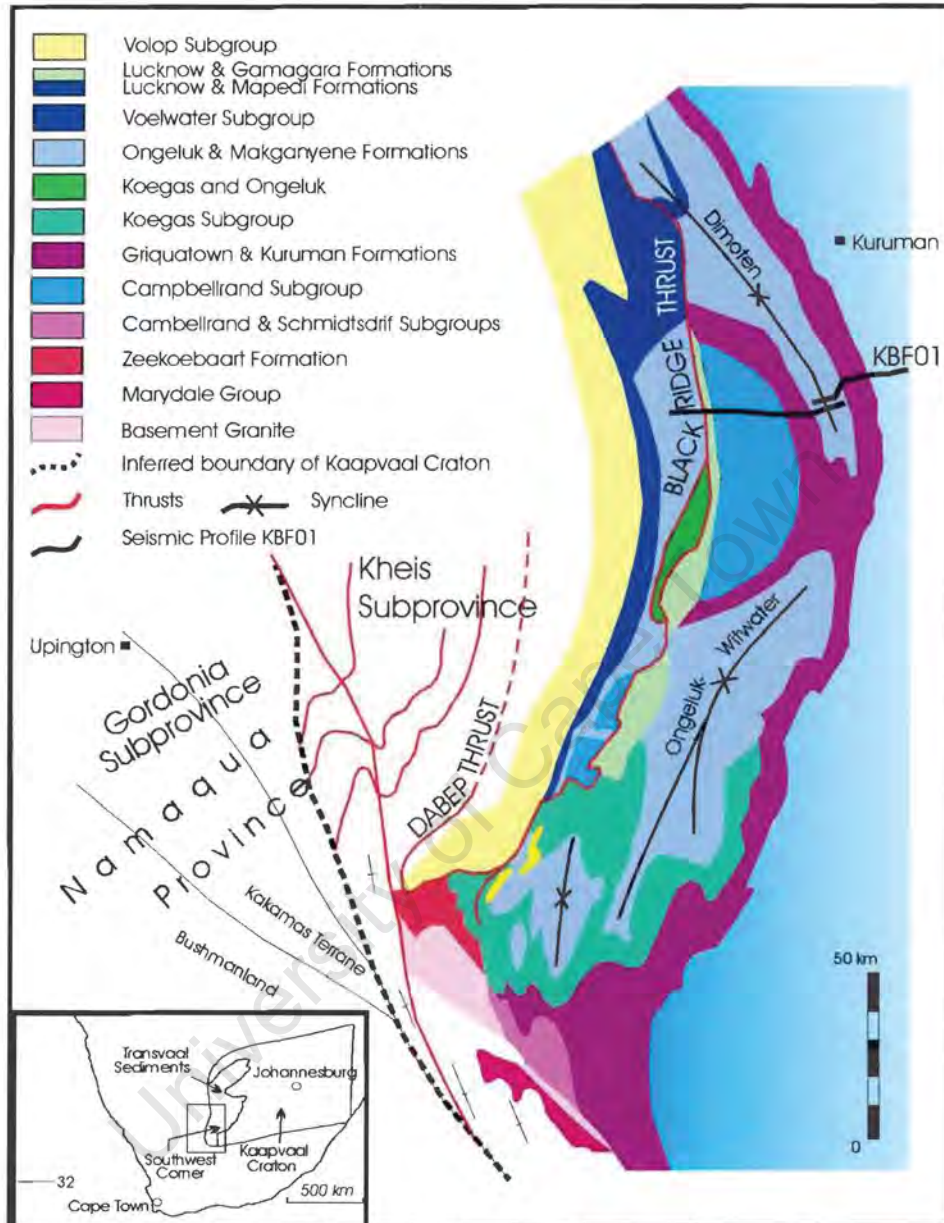 Volop Subgroup
Lucknow & Gamagara Formations
Lucknow & Mapedi Formations
Voelwater Subgroup
Ongeluk & Makganyene Formations
Koegas and Ongeluk
Koegas Subgroup
Griquatown & Kuruman Formations
Campbellrand Subgroup
Cambellrand & Schmidtsdrif Subgroups
Zeekoebaart Formation
Marydale Group
Basement Granite
Inferred boundary of Kaapvaal Craton
Thrusts
Syncline
Seismic Profile KBF01
Kuruman
Dimoten
KBF01
BLACK RIDGE THRUST
Kheis
Subprovince
Upington
Gordonia
Subprovince
Namaqua
Province
DABEP THRUST
Ongeluk-
Witwater
Kakamas Terrane
Bushmanland
50 km
0
Transvaal
Sediments
Johannesburg
Southwest
Corner
Kaapvaal
Craton
32
Cape Town
500 km
University of Cape Town